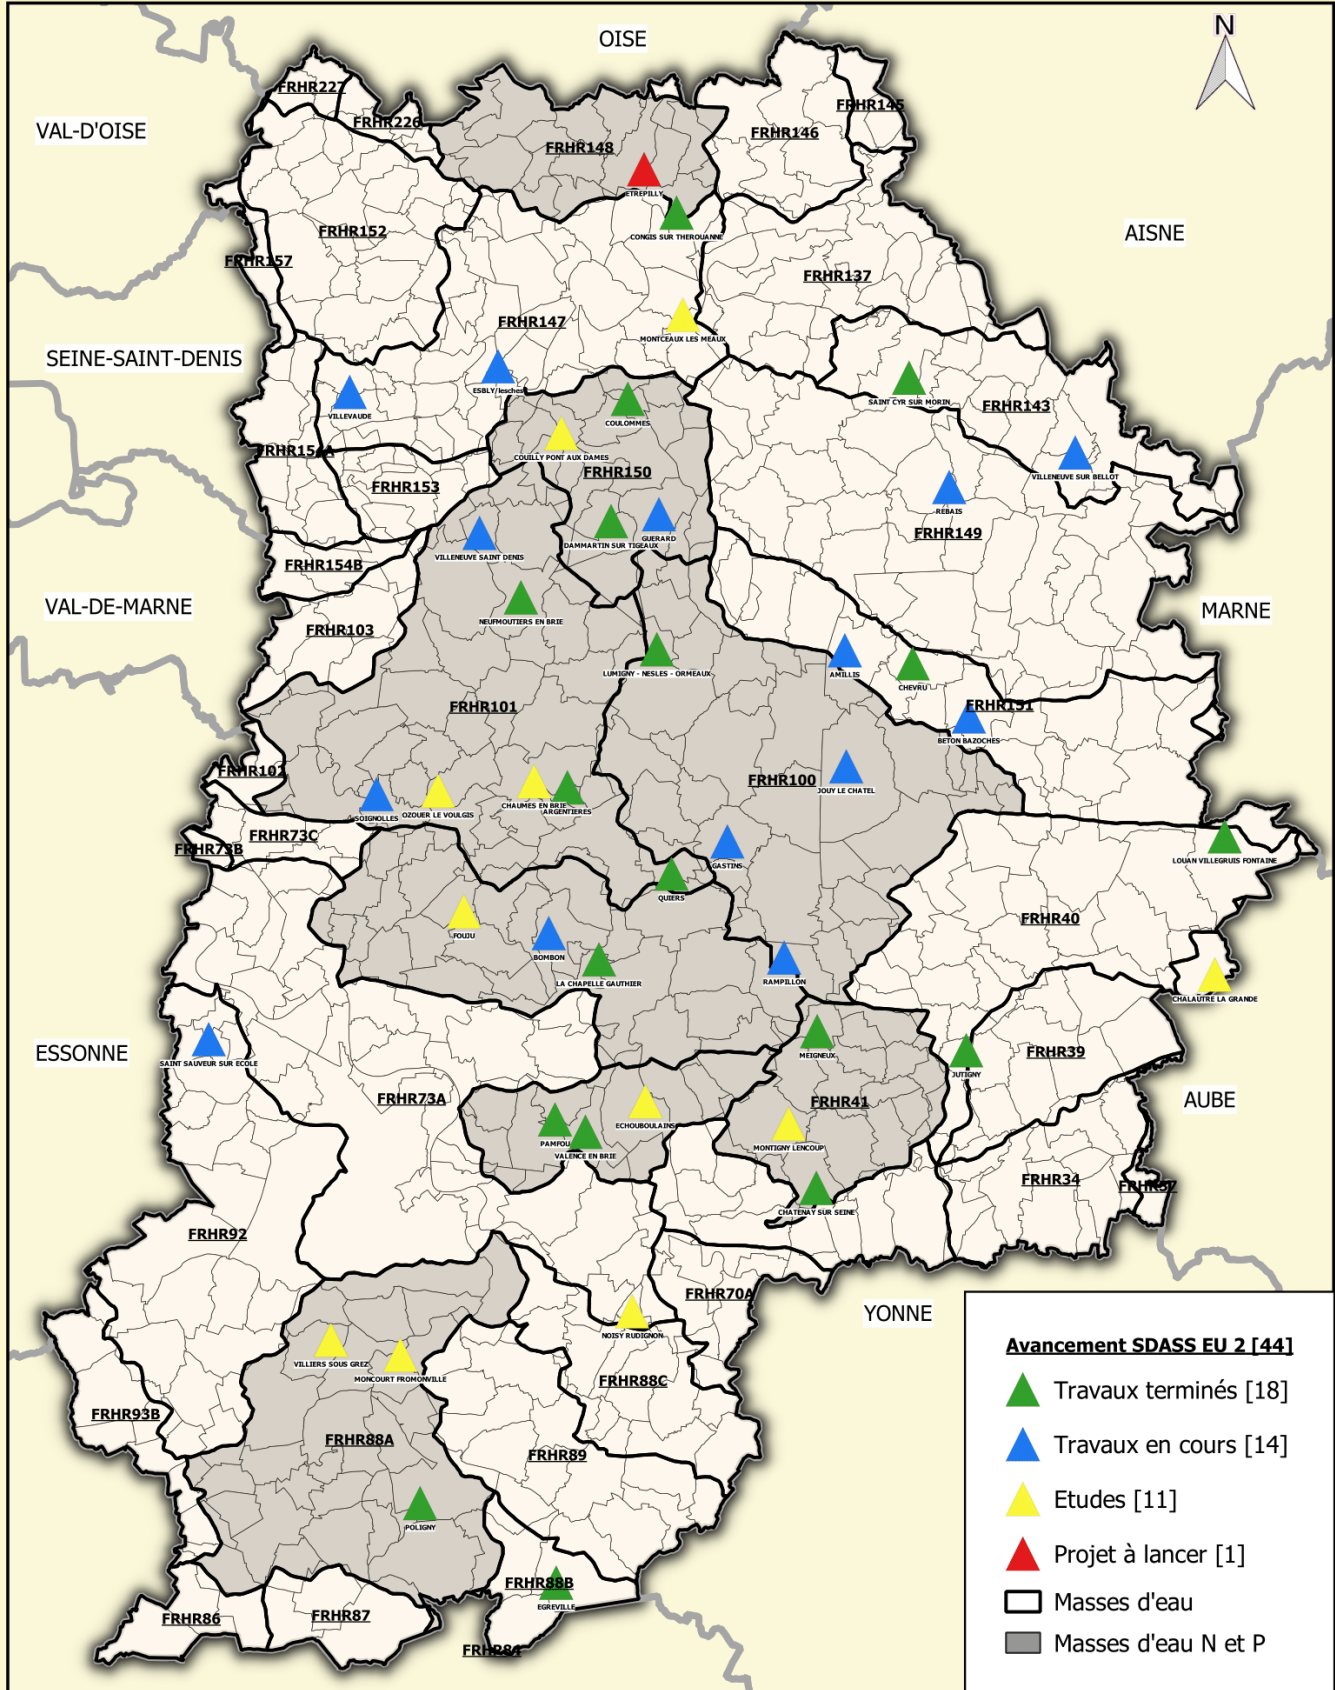 OISE
N
FRHR227
FRHR145
FRHR226
VAL-D'OISE
FRHR146
FRHR148
ETREPILLY
FRHR152
CONGIS SUR THEROUANNE
AISNE
FRHR157
FRHR137
FRHR147
MONTCEAUX LES MEAUX
SEINE-SAINT-DENIS
ESBLY/lesches
SAINT CYR SUR MORIN
FRHR143
VILLEVAUDE
COULOMMES
FRHR154A
COUILLY PONT AUX DAMES
FRHR150
VILLENEUVE SUR BELLOT
FRHR153
REBAIS
FRHR149
GUERARD
DAMMARTIN SUR TIGEAUX
VILLENEUVE SAINT DENIS
FRHR154B
VAL-DE-MARNE
MARNE
NEUFMOUTIERS EN BRIE
FRHR103
LUMIGNY - NESLES - ORMEAUX
AMILLIS
CHEVRU
FRHR101
FRHR151
BETON BAZOCHES
FRHR102
FRHR100
JOUY LE CHATEL
CHAUMES EN BRIE
ARGENTIERES
SOIGNOLLES
OZOUER LE VOULGIS
FRHR73C
FRHR73B
GASTINS
LOUAN VILLEGRUIS FONTAINE
QUIERS
FRHR40
FOUJU
BOMBON
LA CHAPELLE GAUTHIER
RAMPILLON
CHALAUTRE LA GRANDE
ESSONNE
SAINT SAUVEUR SUR ECOLE
MEIGNEUX
FRHR39
JUTIGNY
FRHR73A
FRHR41
AUBE
ECHOUBOULAINS
PAMFOU
MONTIGNY LENCOUP
VALENCE EN BRIE
FRHR34
FRHR37
CHATENAY SUR SEINE
FRHR92
FRHR70A
YONNE
NOISY RUDIGNON
VILLIERS SOUS GREZ
MONCOURT FROMONVILLE
FRHR88C
FRHR93B
FRHR88A
FRHR89
POLIGNY
FRHR88B
EGREVILLE
FRHR86
FRHR87
FRHR84
Avancement SDASS EU 2 [44]
Travaux terminés [18]
Travaux en cours [14]
Etudes [11]
Projet à lancer [1]
Masses d'eau
Masses d'eau N et P